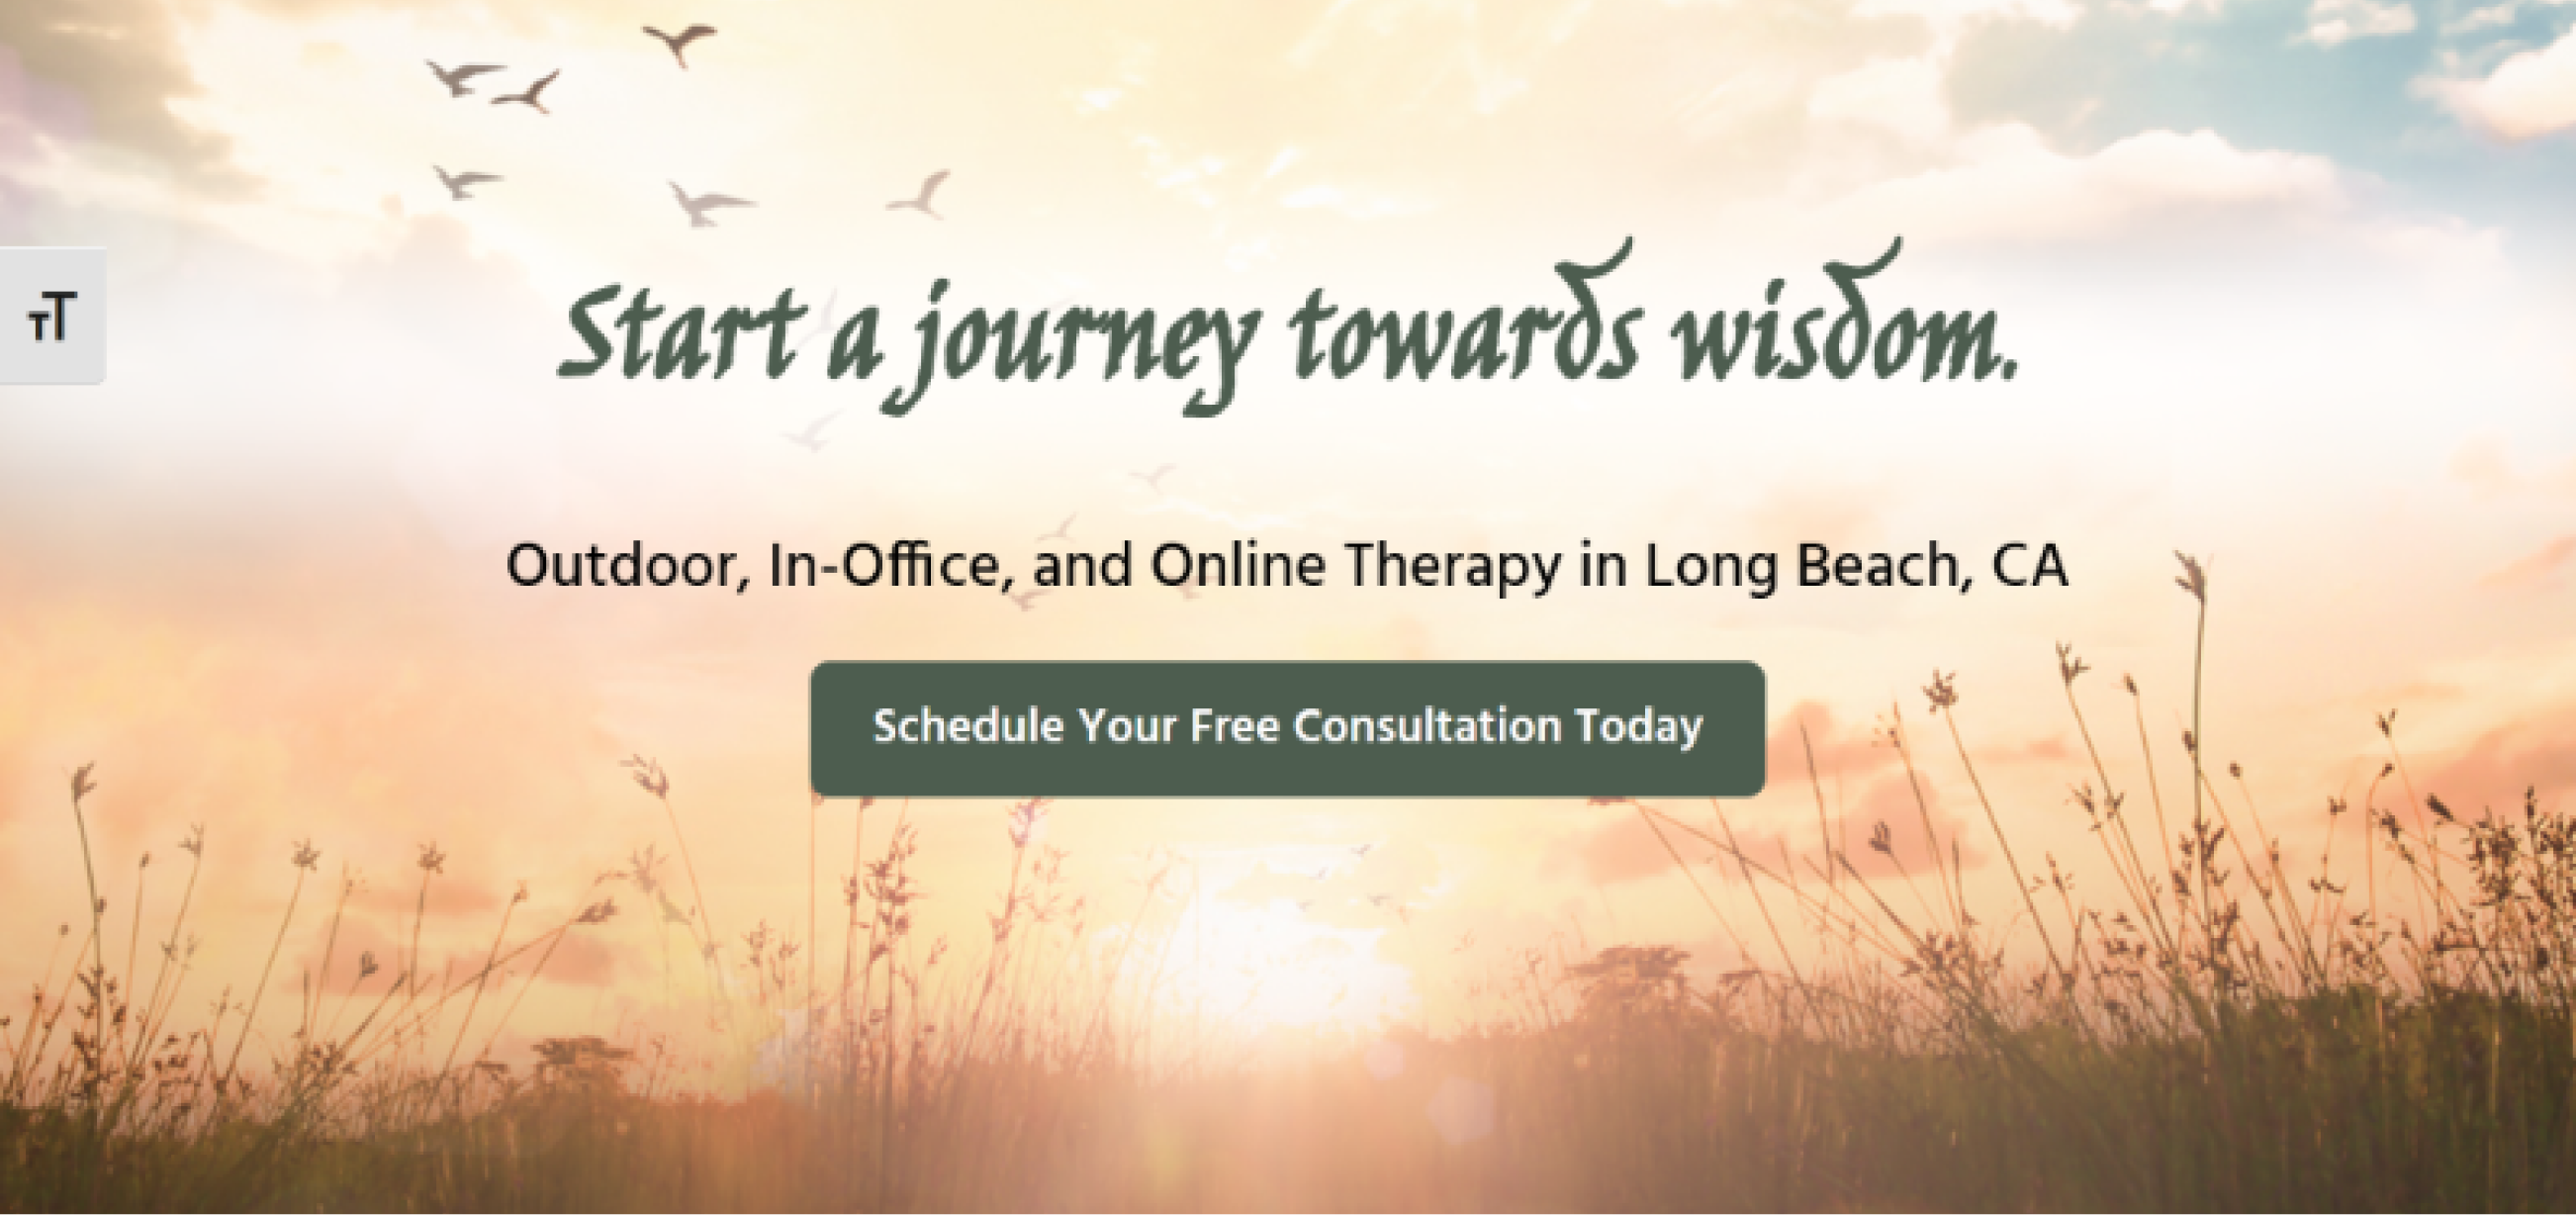 Start a journey towards wisdom.
TT
Outdoor, In-Office, and Online Therapy in Long Beach, CA
Schedule Your Free Consultation Today